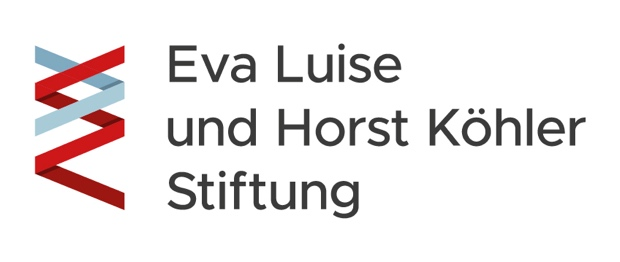 Eva Luise
und Horst Köhler
Stiftung